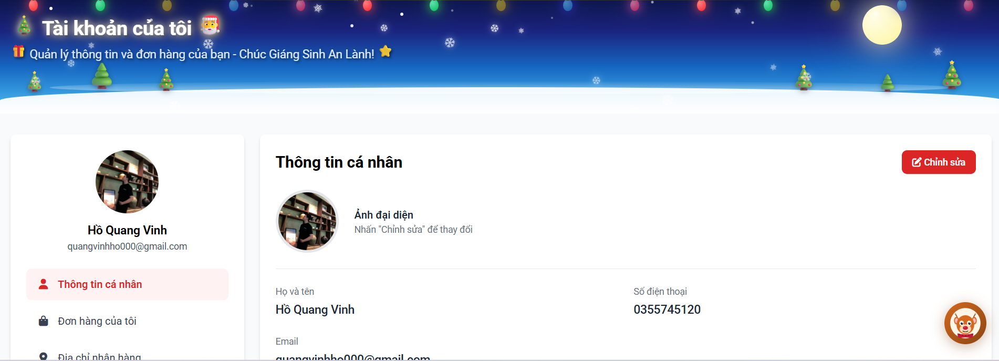 Tài khoản của tôi
Quản lý thông tin và đơn hàng của bạn - Chúc Giáng Sinh An Lành!
Hồ Quang Vinh
quangvinhho000@gmail.com
Thông tin cá nhân
Đơn hàng của tôi
Địa chỉ nhận hàng
Thông tin cá nhân
Chỉnh sửa
Ảnh đại diện
Nhấn "Chỉnh sửa" để thay đổi
Họ và tên
Hồ Quang Vinh
Số điện thoại
0355745120
Email
quangvinhho000@gmail.com